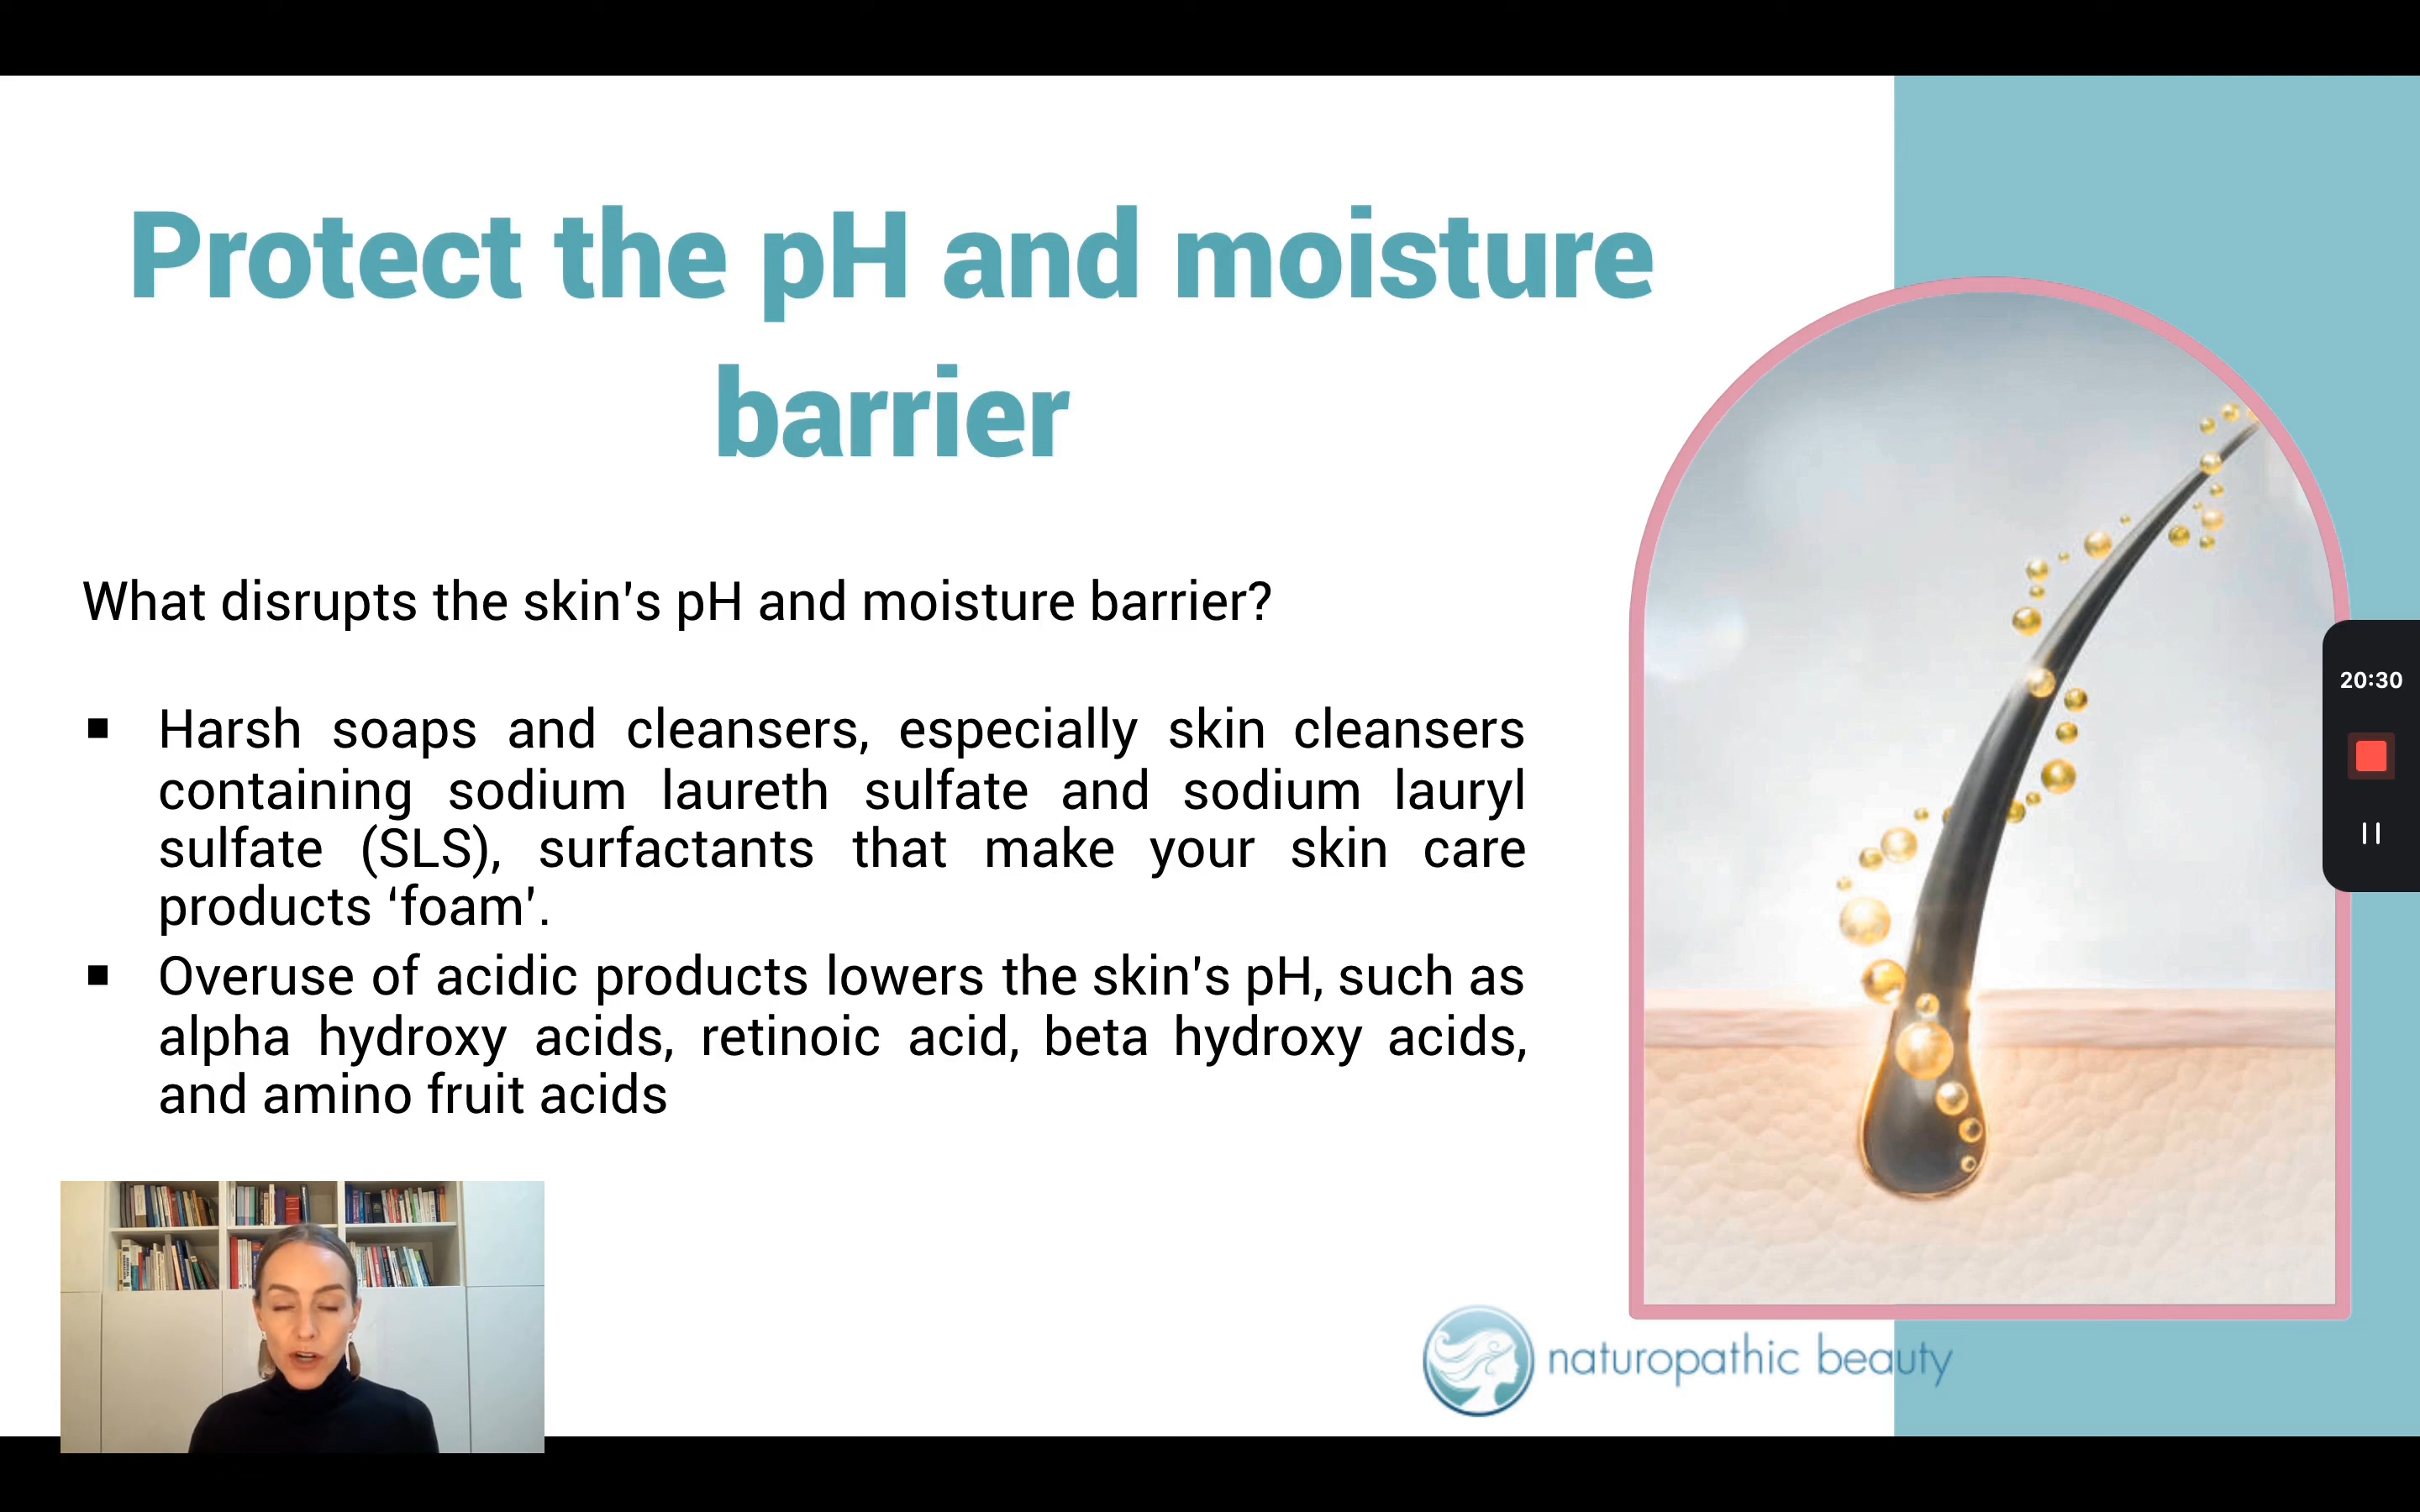 Protect the pH and moisture
barrier
What disrupts the skin's pH and moisture barrier?
▪ Harsh soaps and cleansers, especially skin cleansers
containing sodium laureth sulfate and sodium lauryl
sulfate (SLS), surfactants that make your skin care
products ‘foam’.
▪ Overuse of acidic products lowers the skin's pH, such as
alpha hydroxy acids, retinoic acid, beta hydroxy acids,
and amino fruit acids
20:30
naturopathic beauty